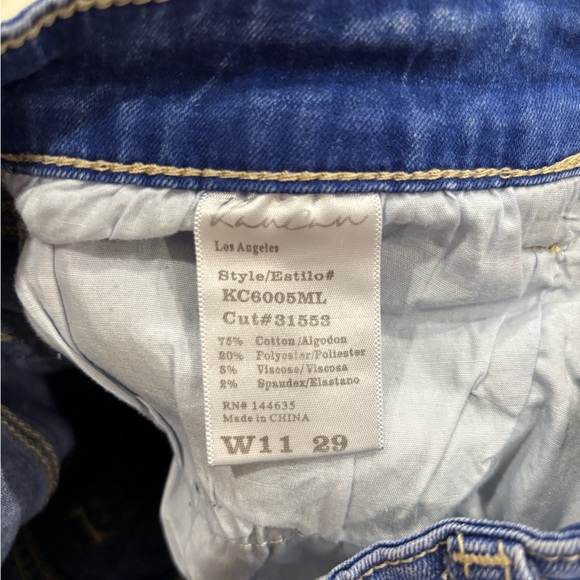 KanCan
Los Angeles
Style/Estilo#
KC6005ML
Cut#31553
75% Cotton/Algodon
20% Polyester/Poliester
3% Viscose/Viscosa
2% Spandex/Elastano
RN# 144635
Made in CHINA
W11 29